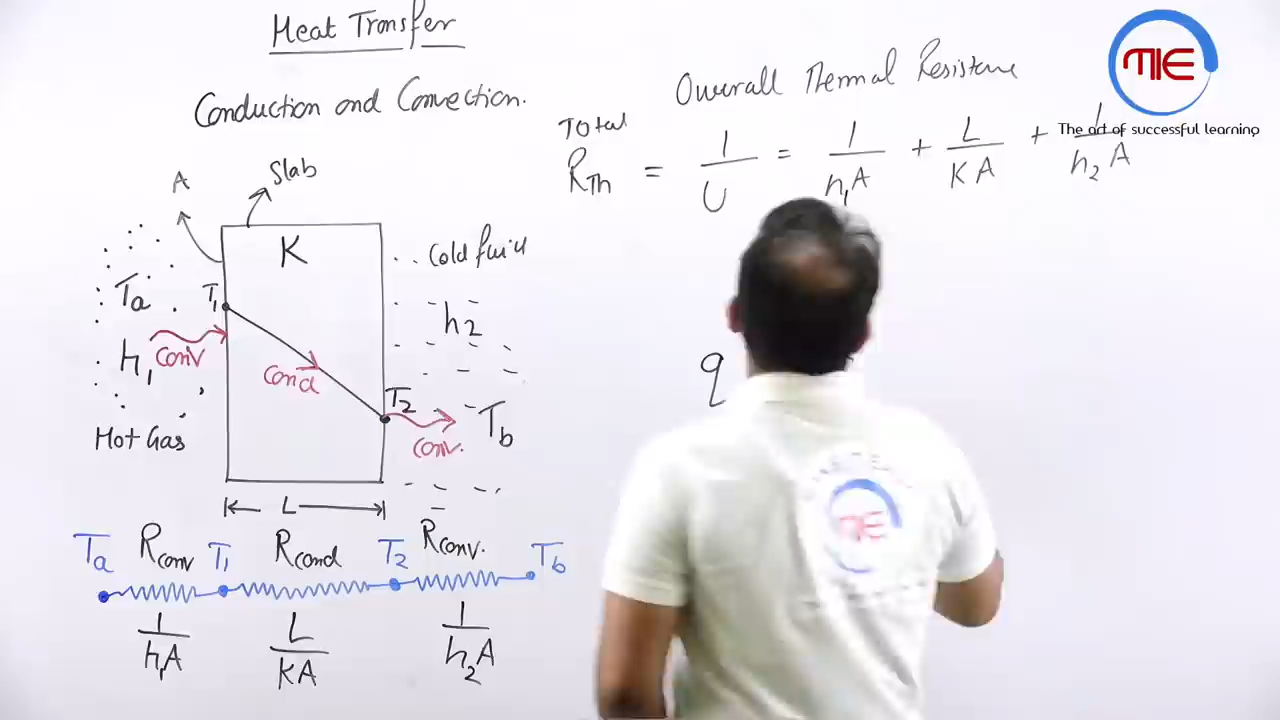 Heat Transfer
Conduction and Convection.
A
Slab
K
Ta
T1
h1
Conv
Cond
Hot Gas
Cold fluid
h2
T2
Tb
Conv.
L
Ta Rconv T1 Rcond T2 Rconv. Tb
1/h1A L/KA 1/h2A
Overall Thermal Resistance
Total
RTh = 1/U = 1/h1A + L/KA + 1/h2A
q
MIE
The art of successful learning
MIE